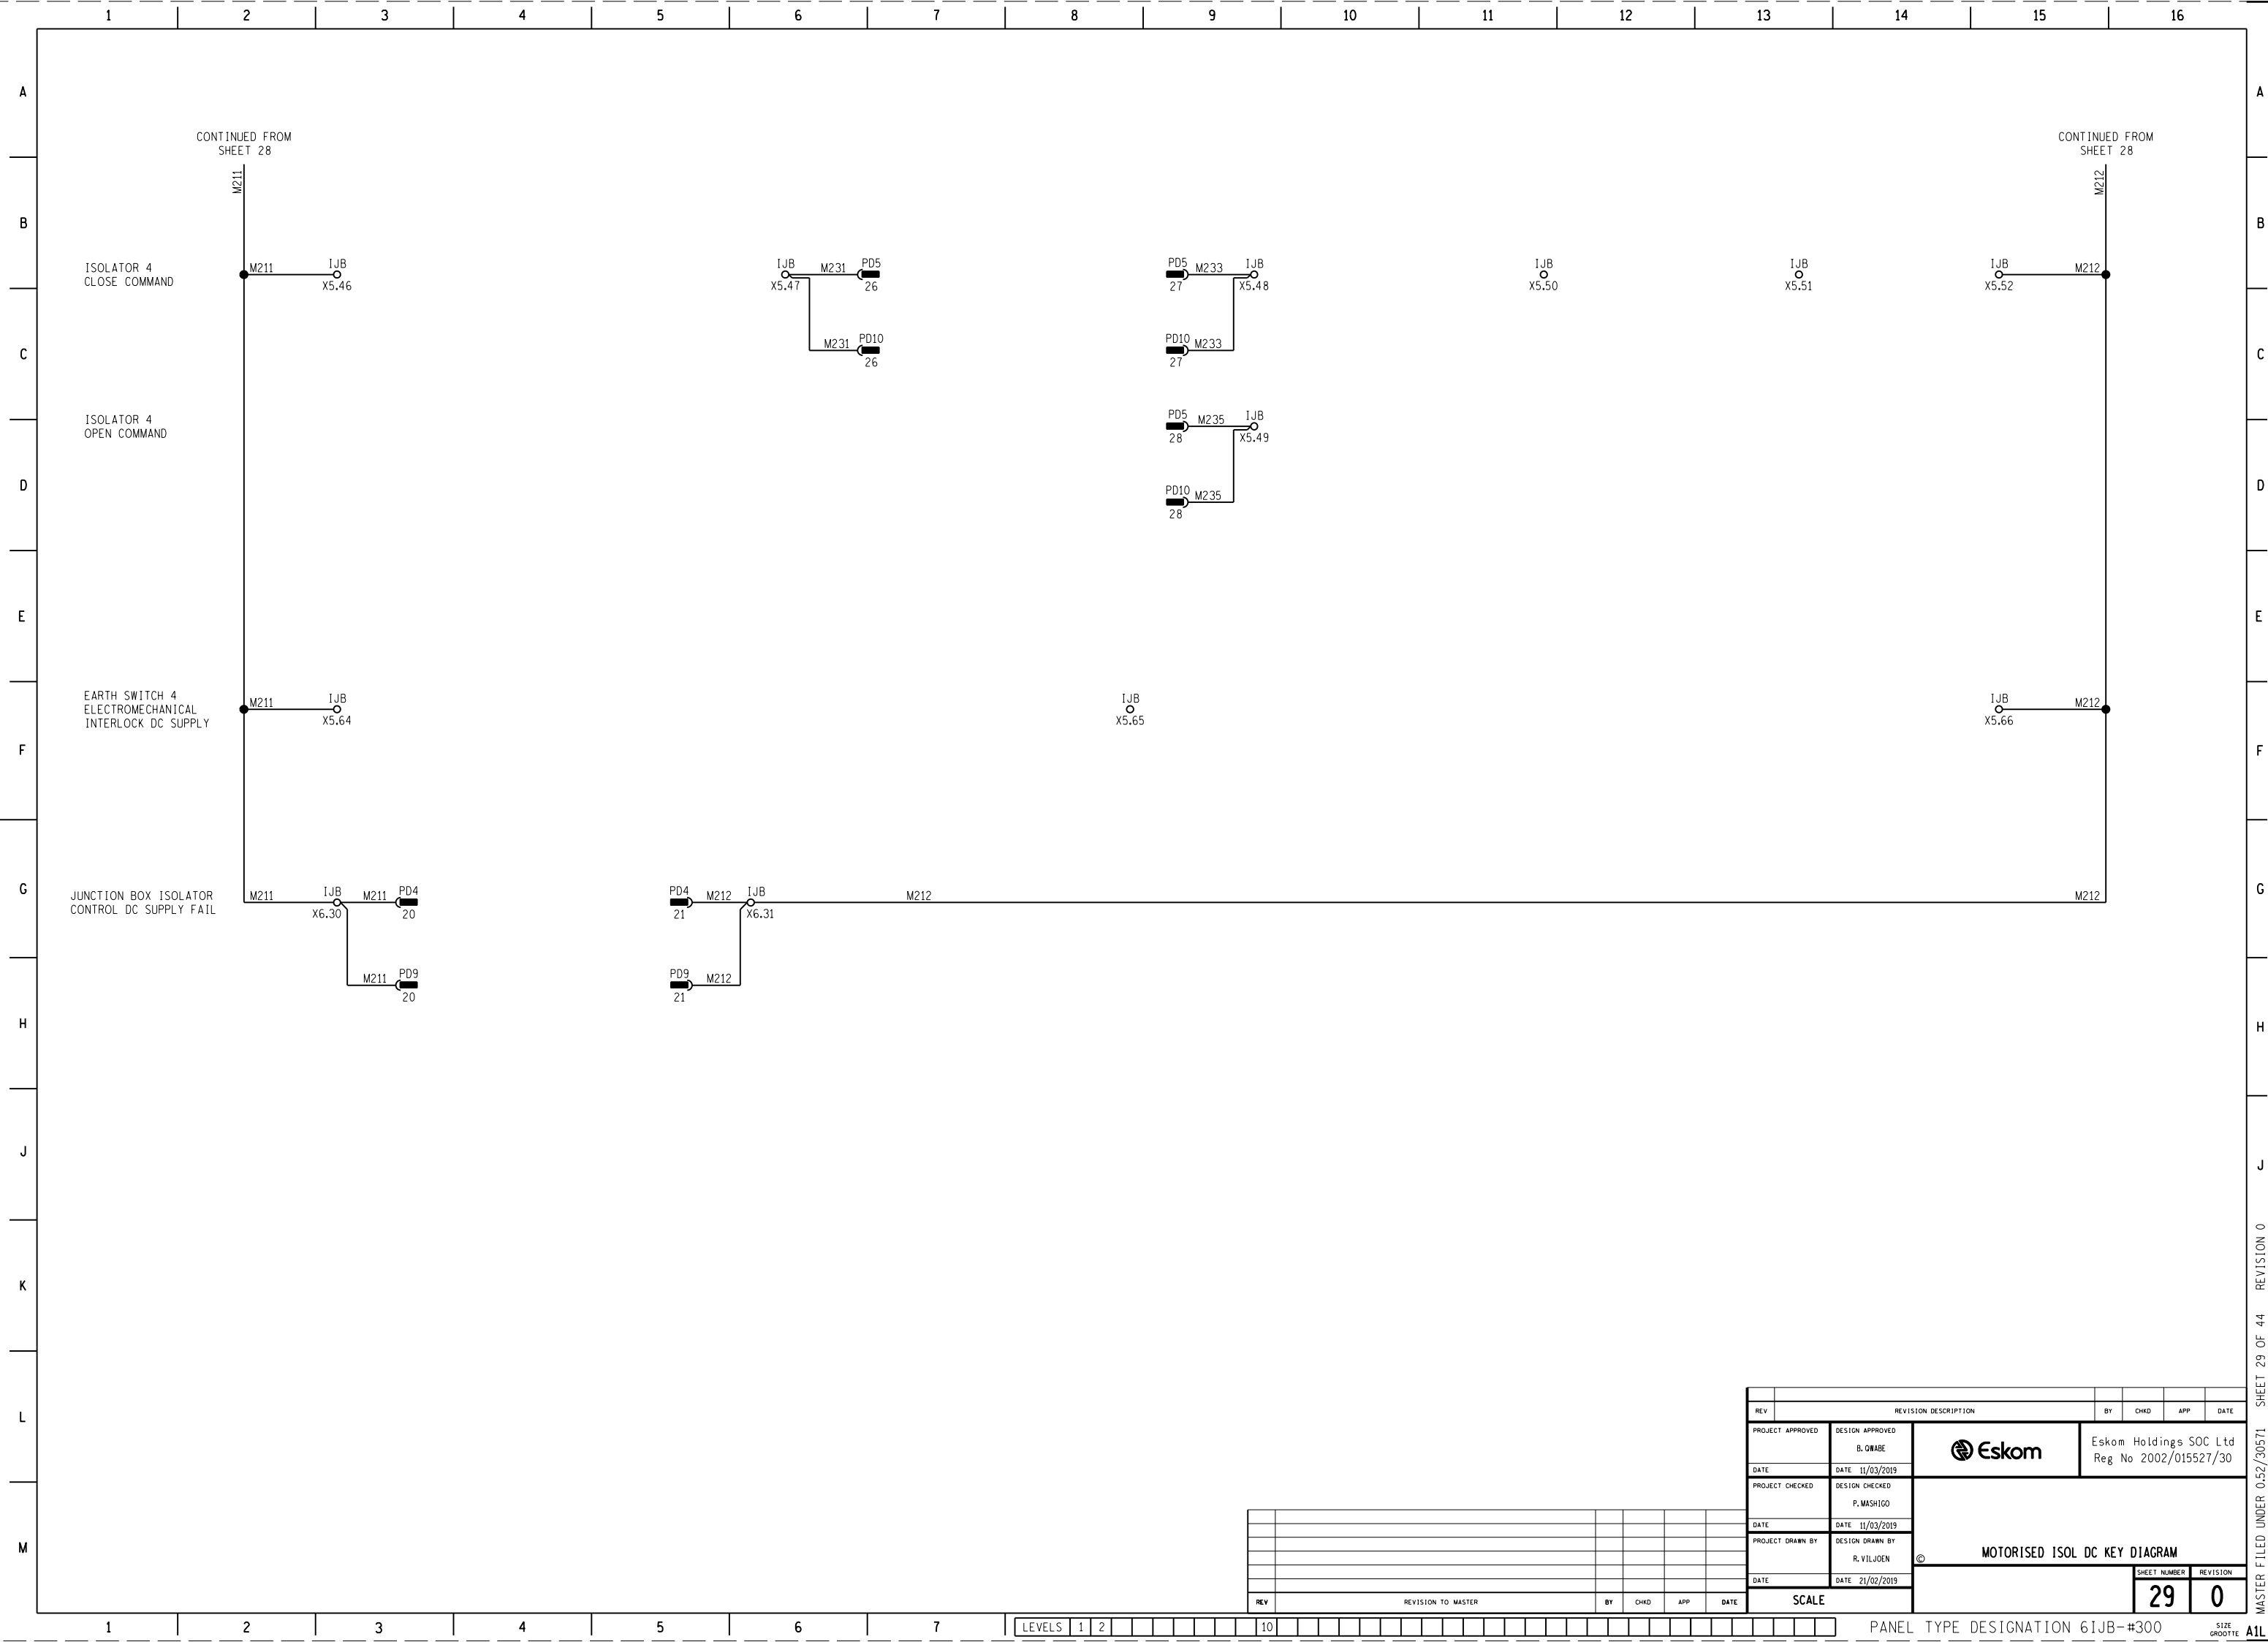 1 2 3 4 5 6 7 8 9 10 11 12 13 14 15 16
A A
CONTINUED FROM
SHEET 28
CONTINUED FROM
SHEET 28
M211
M212
B B
ISOLATOR 4
CLOSE COMMAND
M211 IJB
X5.46
IJB M231 PD5
X5.47 26
PD5 M233 IJB
27 X5.48
IJB
X5.50
IJB
X5.51
IJB M212
X5.52
C C
M231 PD10
26
PD10 M233
27
ISOLATOR 4
OPEN COMMAND
PD5 M235 IJB
28 X5.49
D D
PD10 M235
28
E E
EARTH SWITCH 4
ELECTROMECHANICAL
INTERLOCK DC SUPPLY
M211 IJB
X5.64
IJB
X5.65
IJB M212
X5.66
F F
G G
JUNCTION BOX ISOLATOR
CONTROL DC SUPPLY FAIL
M211 IJB M211 PD4
X6.30 20
PD4 M212 IJB M212 M212
21 X6.31
M211 PD9
20
PD9 M212
21
H H
J J
K
L
M
REV REVISION DESCRIPTION BY CHKD APP DATE
PROJECT APPROVED
DATE
DESIGN APPROVED
B. QWABE
DATE 11/03/2019
Eskom
Eskom Holdings SOC Ltd
Reg No 2002/015527/30
PROJECT CHECKED
DATE
DESIGN CHECKED
P. MASHIGO
DATE 11/03/2019
PROJECT DRAWN BY
DATE
DESIGN DRAWN BY
R. VILJOEN
DATE 21/02/2019
© MOTORISED ISOL DC KEY DIAGRAM
SHEET NUMBER REVISION
29 0
SCALE
REV REVISION TO MASTER BY CHKD APP DATE
1 2 3 4 5 6 7
LEVELS 1 2 10
PANEL TYPE DESIGNATION 6IJB-#300
SIZE
GROOTTE A1L
MASTER FILED UNDER 0.52/30571 SHEET 29 OF 44 REVISION 0